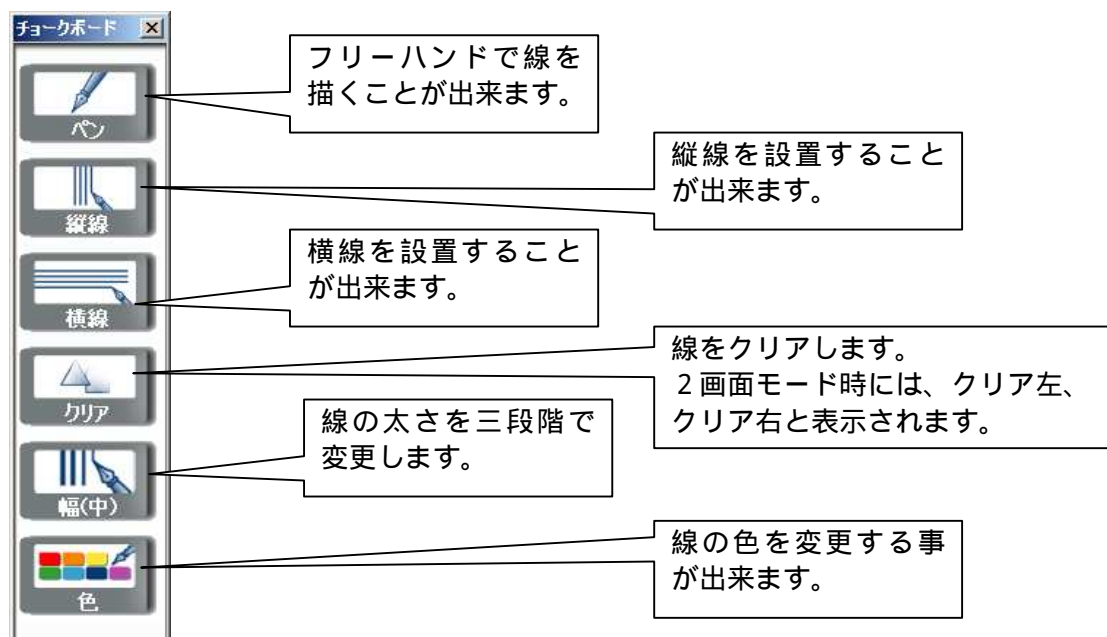 チョークボード
ペン
フリーハンドで線を
描くことが出来ます。
縦線
縦線を設置すること
が出来ます。
横線
横線を設置すること
が出来ます。
クリア
線をクリアします。
２画面モード時には、クリア左、
クリア右と表示されます。
幅(中)
線の太さを三段階で
変更します。
色
線の色を変更する事
が出来ます。